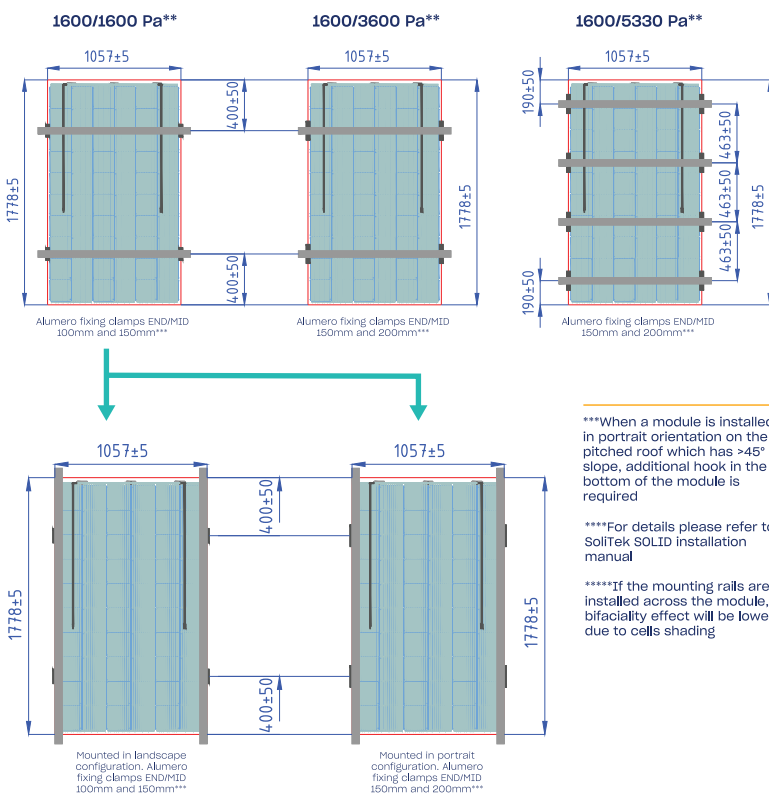 1600/1600 Pa**
1600/3600 Pa**
1600/5330 Pa**
1057±5
1057±5
1057±5
1778±5
400±50
400±50
1778±5
190±50
463±50
463±50
463±50
190±50
1778±5
Alumero fixing clamps END/MID
100mm and 150mm***
Alumero fixing clamps END/MID
150mm and 200mm***
Alumero fixing clamps END/MID
150mm and 200mm***
1057±5
1057±5
1778±5
400±50
400±50
1778±5
Mounted in landscape
configuration. Alumero
fixing clamps END/MID
100mm and 150mm***
Mounted in portrait
configuration. Alumero
fixing clamps END/MID
150mm and 200mm***
***When a module is installed
in portrait orientation on the
pitched roof which has >45°
slope, additional hook in the
bottom of the module is
required
****For details please refer to
SoliTek SOLID installation
manual
*****If the mounting rails are
installed across the module,
bifaciality effect will be lowe
due to cells shading